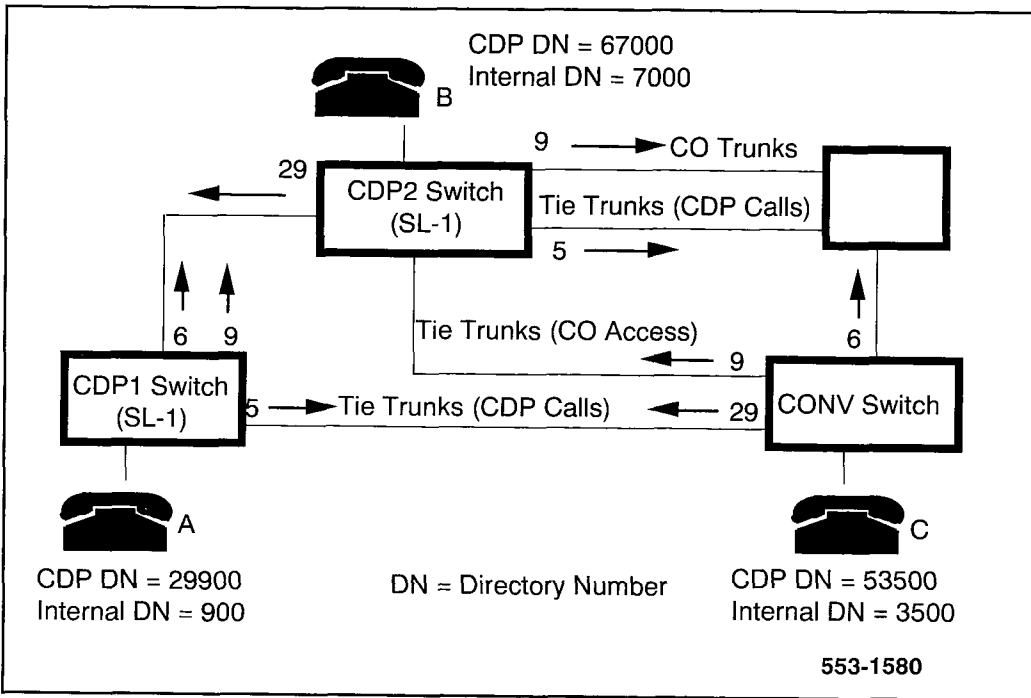 CDP DN = 67000
Internal DN = 7000
B
9
CO Trunks
29
CDP2 Switch
(SL-1)
Tie Trunks (CDP Calls)
5
6 9
Tie Trunks (CO Access)
9
6
CDP1 Switch
(SL-1)
5
Tie Trunks (CDP Calls)
29
CONV Switch
A
C
CDP DN = 29900
Internal DN = 900
DN = Directory Number
CDP DN = 53500
Internal DN = 3500
553-1580